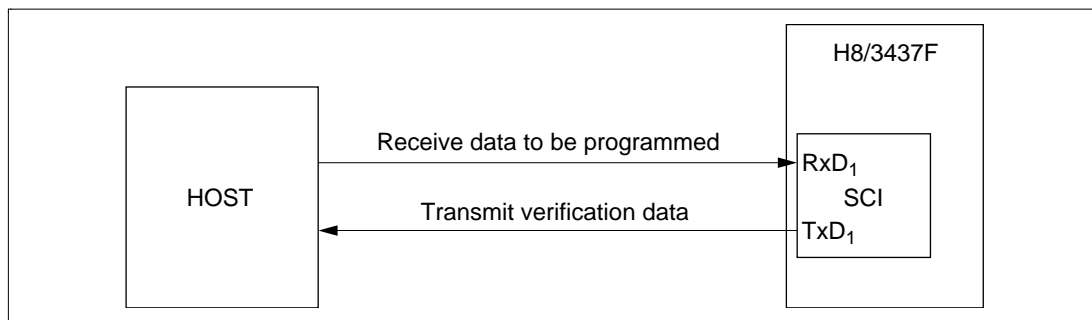 H8/3437F
Receive data to be programmed
RxD1
HOST
SCI
Transmit verification data
TxD1